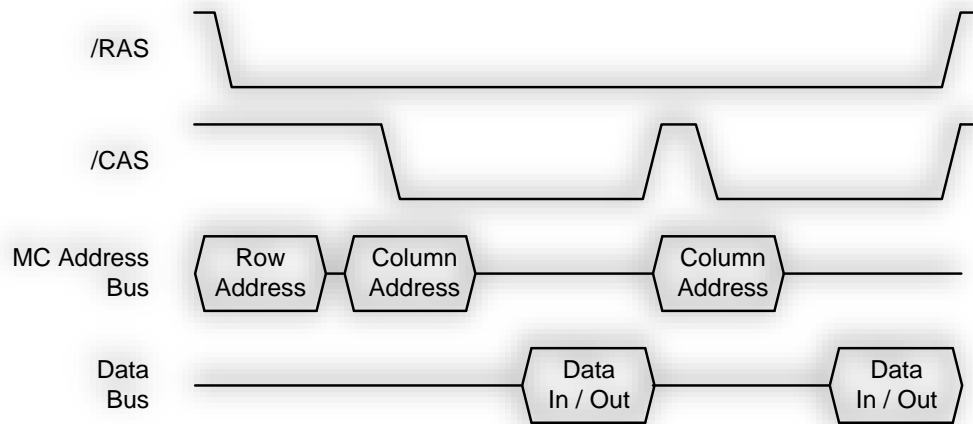 /RAS
/CAS
MC Address
Bus
Row
Address
Column
Address
Column
Address
Data
Bus
Data
In / Out
Data
In / Out